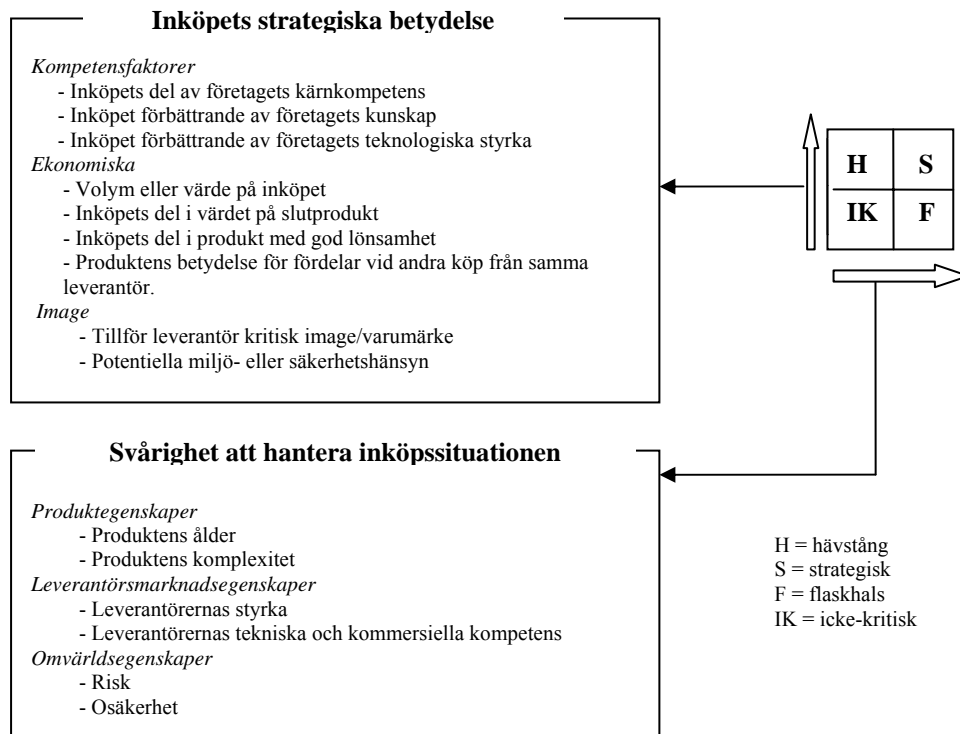 Inköpets strategiska betydelse
Kompetensfaktorer
- Inköpets del av företagets kärnkompetens
- Inköpet förbättrande av företagets kunskap
- Inköpet förbättrande av företagets teknologiska styrka
Ekonomiska
- Volym eller värde på inköpet
- Inköpets del i värdet på slutprodukt
- Inköpets del i produkt med god lönsamhet
- Produktens betydelse för fördelar vid andra köp från samma
leverantör.
Image
- Tillför leverantör kritisk image/varumärke
- Potentiella miljö- eller säkerhetshänsyn
H S
IK F
Svårighet att hantera inköpssituationen
Produktegenskaper
- Produktens ålder
- Produktens komplexitet
Leverantörsmarknadsegenskaper
- Leverantörernas styrka
- Leverantörernas tekniska och kommersiella kompetens
Omvärldsegenskaper
- Risk
- Osäkerhet
H = hävstång
S = strategisk
F = flaskhals
IK = icke-kritisk